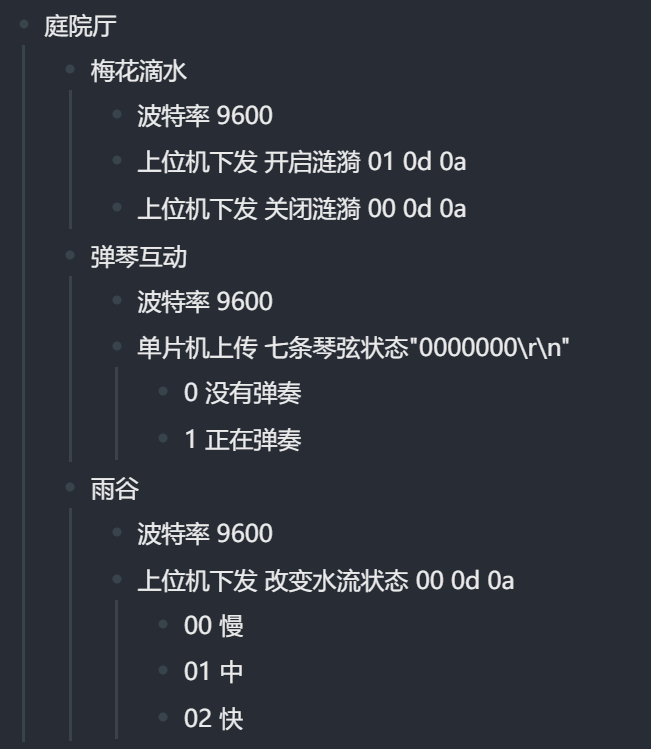 庭院厅
梅花滴水
波特率 9600
上位机下发 开启涟漪 01 0d 0a
上位机下发 关闭涟漪 00 0d 0a
弹琴互动
波特率 9600
单片机上传 七条琴弦状态"0000000\r\n"
0 没有弹奏
1 正在弹奏
雨谷
波特率 9600
上位机下发 改变水流状态 00 0d 0a
00 慢
01 中
02 快